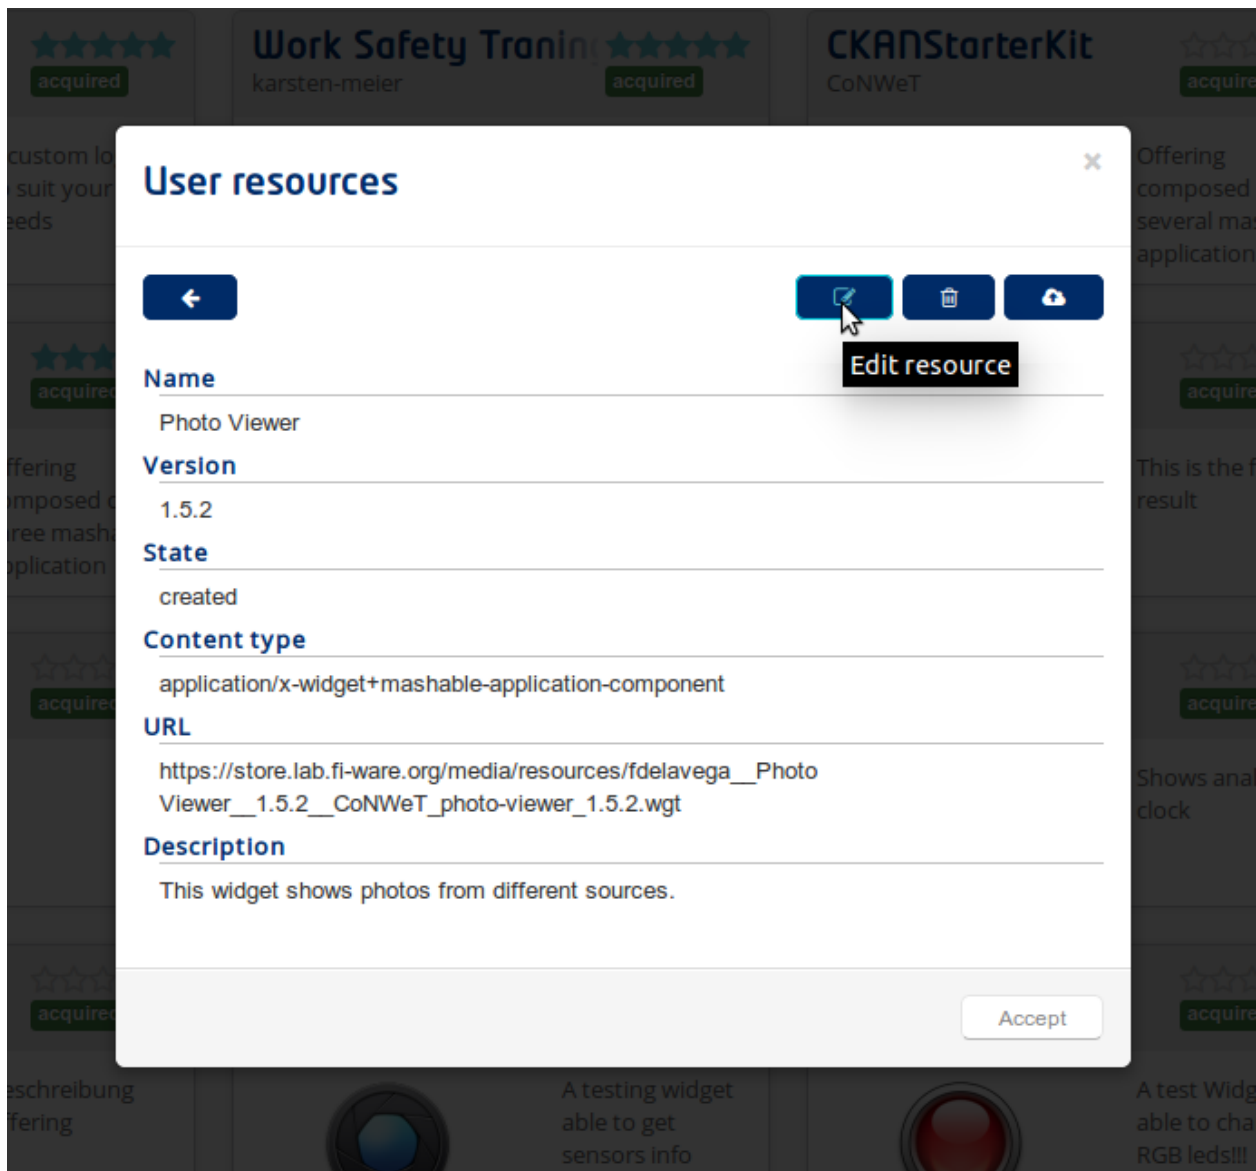 acquired
Work Safety Tranin
karsten-meier
acquired
CKANStarterKit
CoNWeT
custom lo
suit your
Offering
composed
several mas
application
User resources
×
Edit resource
Name
Photo Viewer
Version
1.5.2
State
created
Content type
application/x-widget+mashable-application-component
URL
https://store.lab.fi-ware.org/media/resources/fdelavega__Photo
Viewer__1.5.2__CoNWeT_photo-viewer_1.5.2.wgt
Description
This widget shows photos from different sources.
Accept
This is the f
result
Shows anal
clock
A testing widget
able to get
sensors info
A test Widg
able to cha
RGB leds!!!